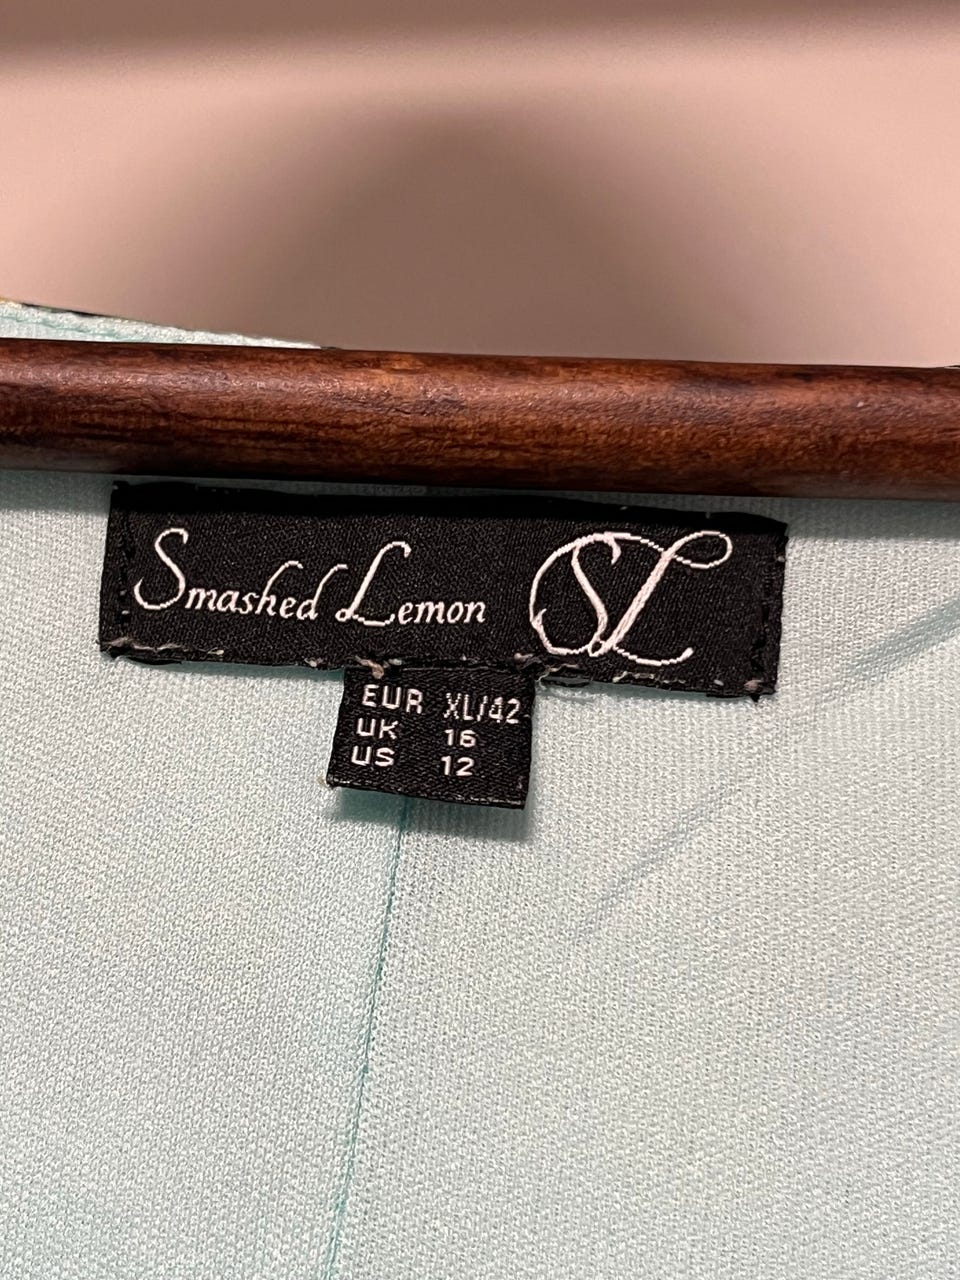 Smashed Lemon SL
EUR XL/42
UK 16
US 12